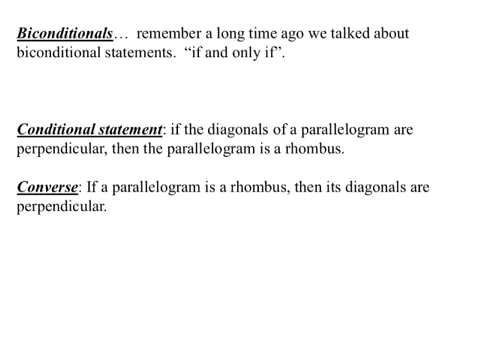 Biconditionals… remember a long time ago we talked about
biconditional statements. “if and only if”.
Conditional statement: if the diagonals of a parallelogram are
perpendicular, then the parallelogram is a rhombus.
Converse: If a parallelogram is a rhombus, then its diagonals are
perpendicular.